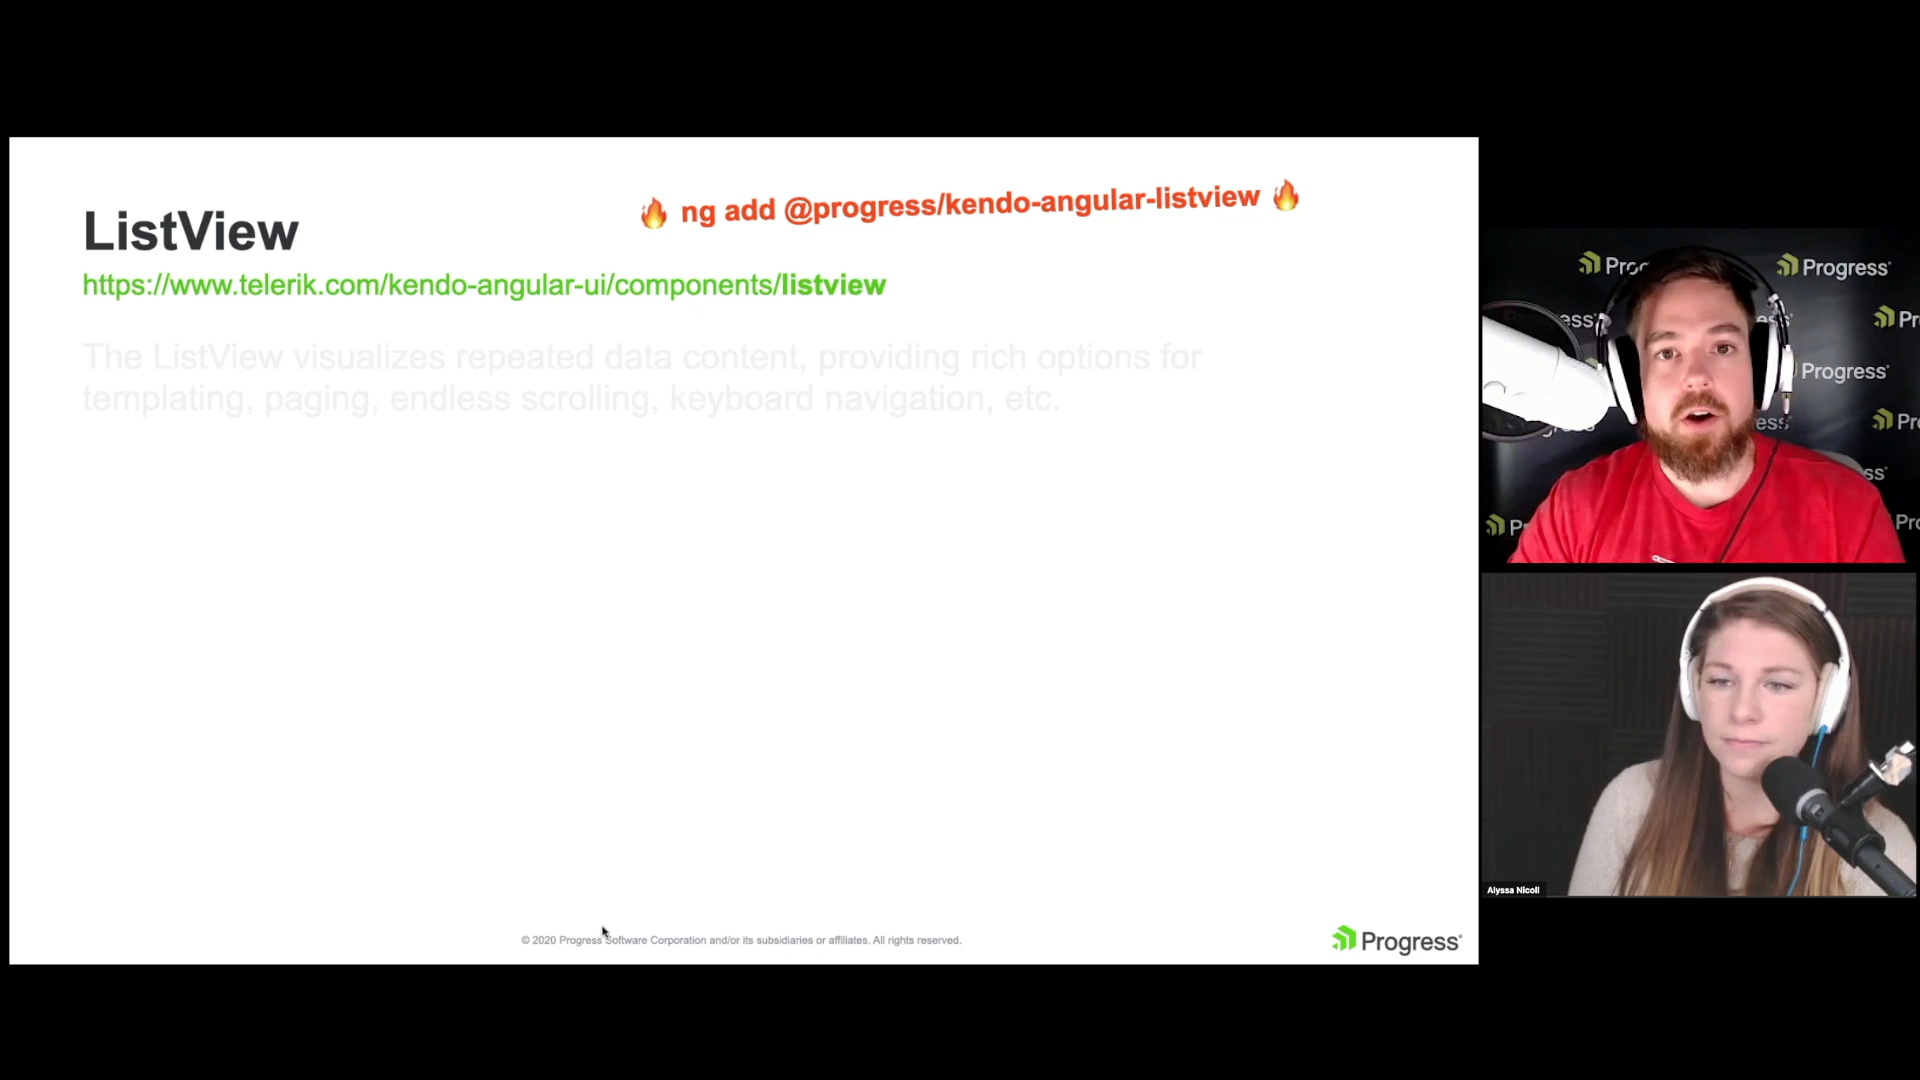 🔥 ng add @progress/kendo-angular-listview 🔥
ListView
https://www.telerik.com/kendo-angular-ui/components/listview
The ListView visualizes repeated data content, providing rich options for
templating, paging, endless scrolling, keyboard navigation, etc.
© 2020 Progress Software Corporation and/or its subsidiaries or affiliates. All rights reserved.
Progress
Progress
Progress
Alyssa Nicoll